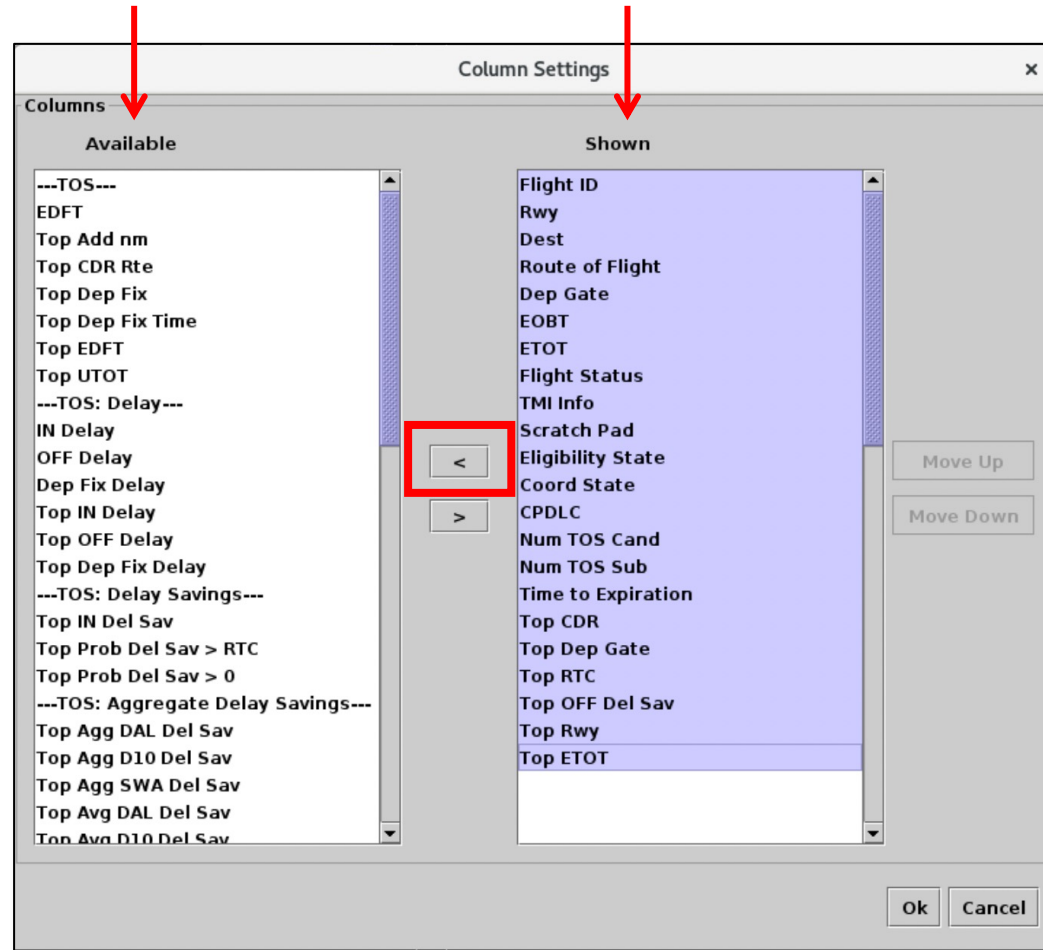 Column Settings
×
Columns
Available
Shown
---TOS---
EDFT
Top Add nm
Top CDR Rte
Top Dep Fix
Top Dep Fix Time
Top EDFT
Top UTOT
---TOS: Delay---
IN Delay
OFF Delay
Dep Fix Delay
Top IN Delay
Top OFF Delay
Top Dep Fix Delay
---TOS: Delay Savings---
Top IN Del Sav
Top Prob Del Sav > RTC
Top Prob Del Sav > 0
---TOS: Aggregate Delay Savings---
Top Agg DAL Del Sav
Top Agg D10 Del Sav
Top Agg SWA Del Sav
Top Avg DAL Del Sav
Top Avg D10 Del Sav
<
>
Flight ID
Rwy
Dest
Route of Flight
Dep Gate
EOBT
ETOT
Flight Status
TMI Info
Scratch Pad
Eligibility State
Coord State
CPDLC
Num TOS Cand
Num TOS Sub
Time to Expiration
Top CDR
Top Dep Gate
Top RTC
Top OFF Del Sav
Top Rwy
Top ETOT
Move Up
Move Down
Ok
Cancel